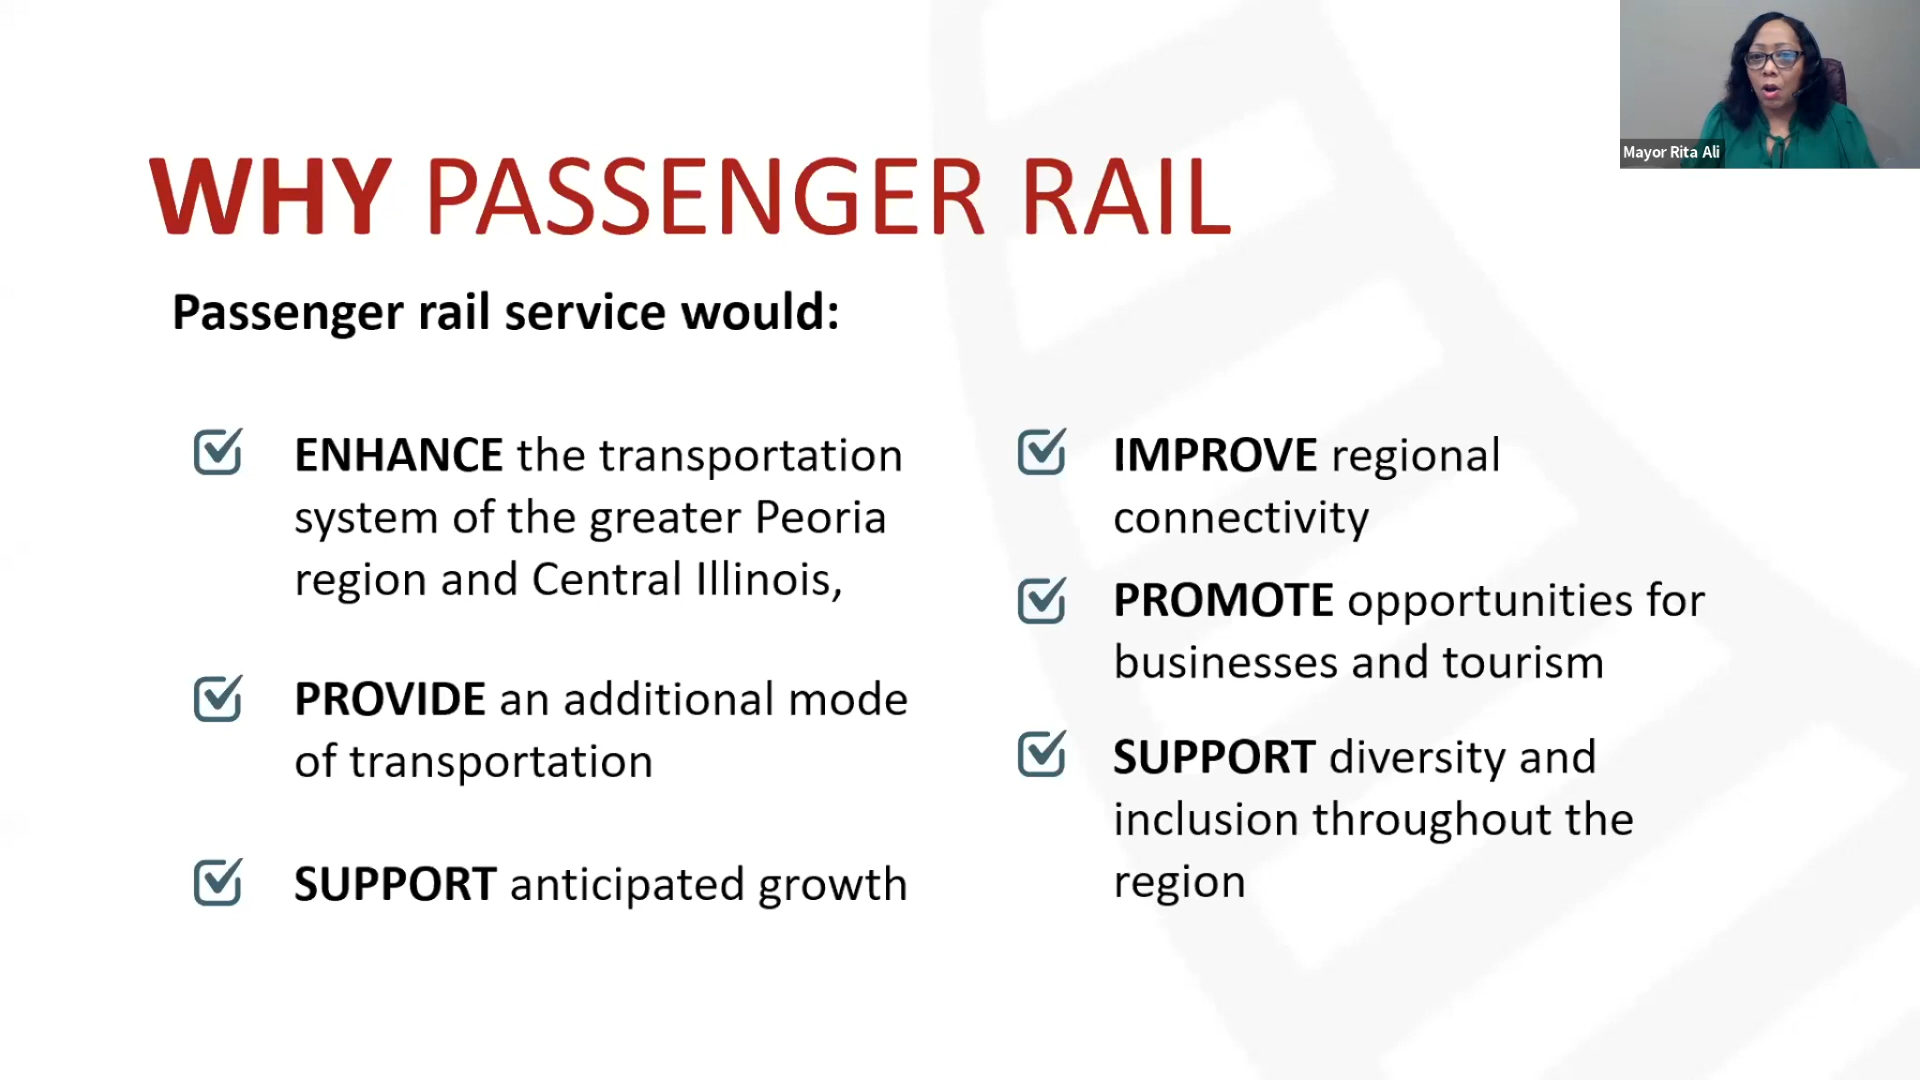 Mayor Rita Ali
WHY PASSENGER RAIL
Passenger rail service would:
ENHANCE the transportation
system of the greater Peoria
region and Central Illinois,
PROVIDE an additional mode
of transportation
SUPPORT anticipated growth
IMPROVE regional
connectivity
PROMOTE opportunities for
businesses and tourism
SUPPORT diversity and
inclusion throughout the
region